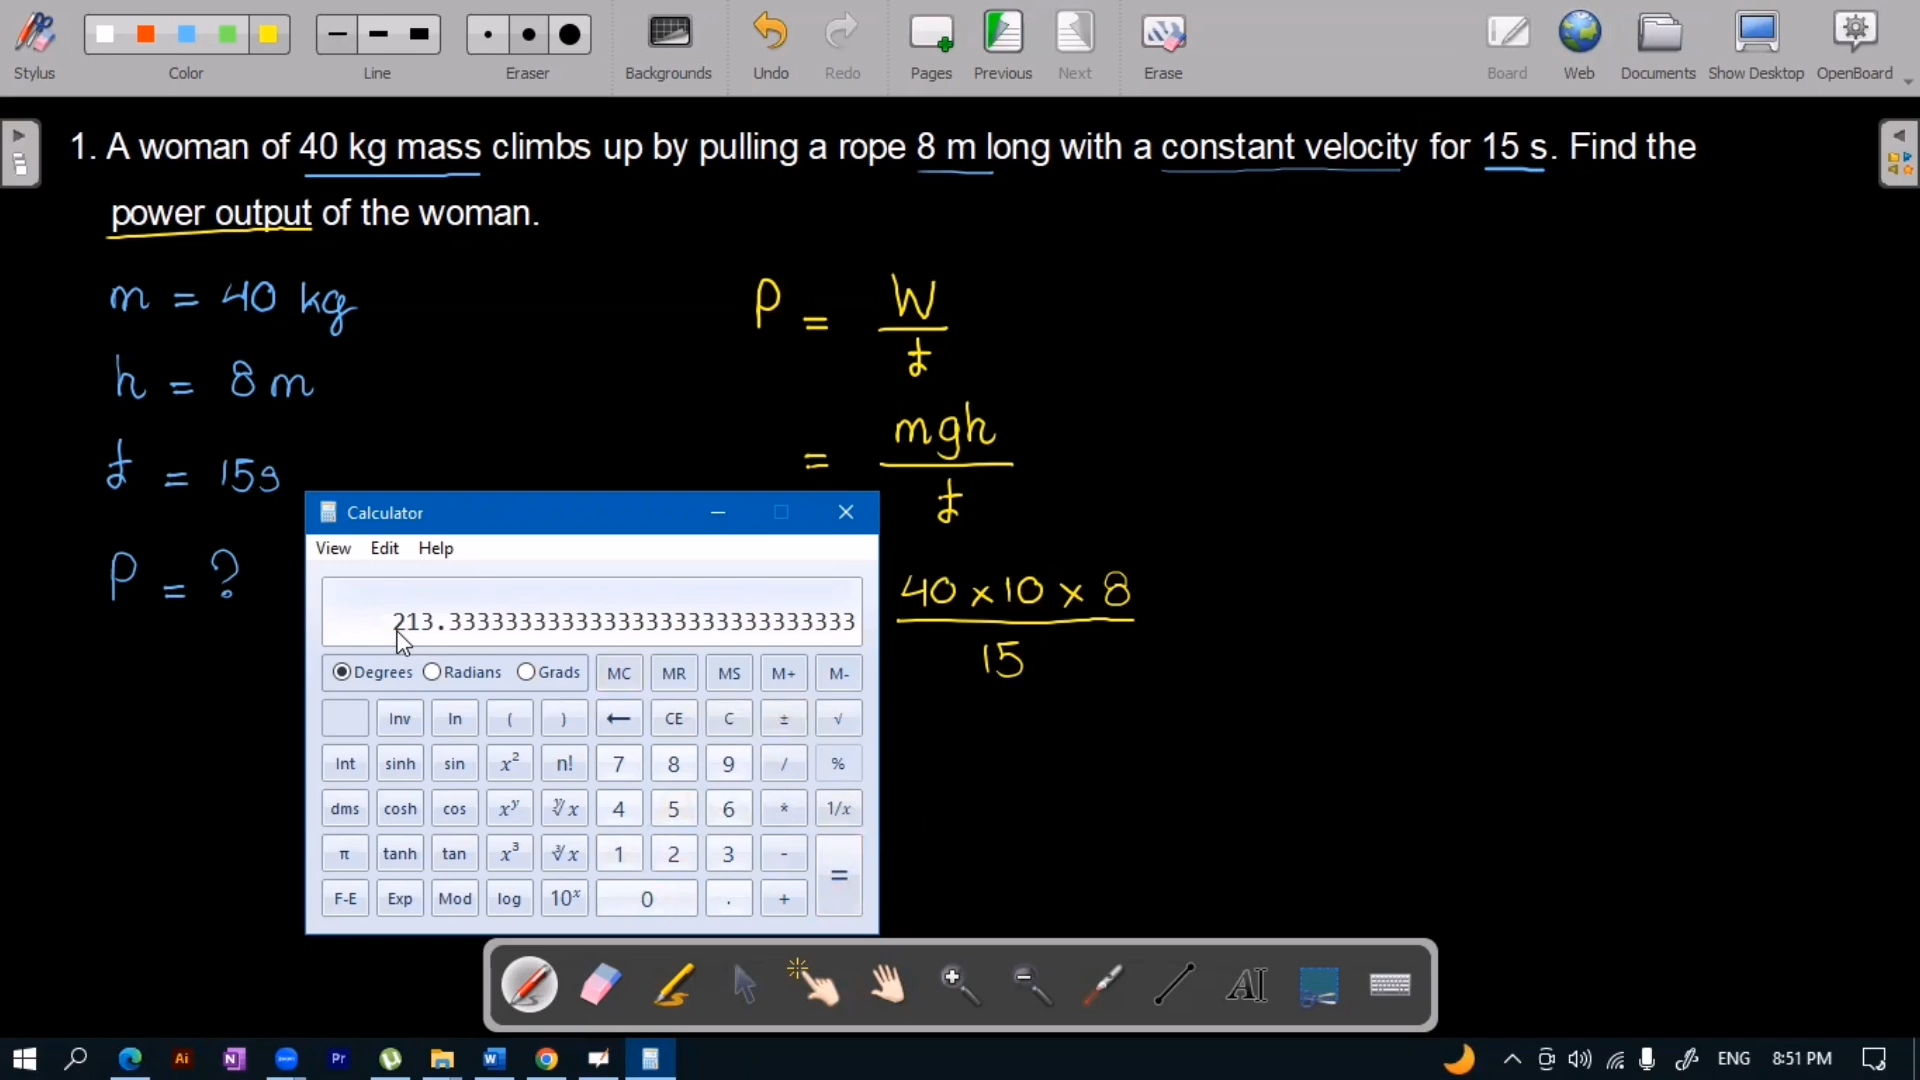 Stylus
Color
Line
Eraser
Backgrounds
Undo
Redo
Pages
Previous
Next
Erase
Board
Web
Documents
Show Desktop
OpenBoard
1. A woman of 40 kg mass climbs up by pulling a rope 8 m long with a constant velocity for 15 s. Find the
power output of the woman.
m = 40 kg
h = 8 m
t = 15s
P = ?
P = W
t
= mgh
t
40 x 10 x 8
15
Calculator
View Edit Help
213.33333333333333333333333333333
Degrees Radians Grads MC MR MS M+ M-
Inv ln ( ) ← CE C ± √
Int sinh sin x² n! 7 8 9 / %
dms cosh cos xʸ ʸ√x 4 5 6 * 1/x
π tanh tan x³ ³√x 1 2 3 - =
F-E Exp Mod log 10ˣ 0 . +
AI
Ai N Pr W
ENG 8:51 PM